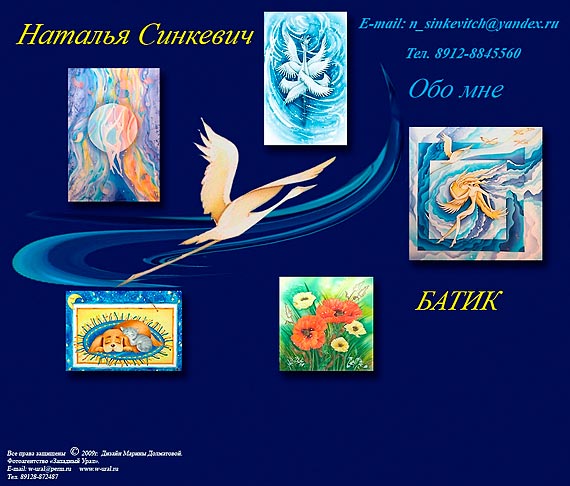 Наталья Синкевич
E-mail: n_sinkevitch@yandex.ru
Тел. 8912-8845560
Обо мне
БАТИК
Все права защищены © 2009г. Дизайн Марины Долматовой.
Фотоагентство «Западный Урал».
E-mail: w-ural@perm.ru www-ural.ru
Тел. 89128-872487